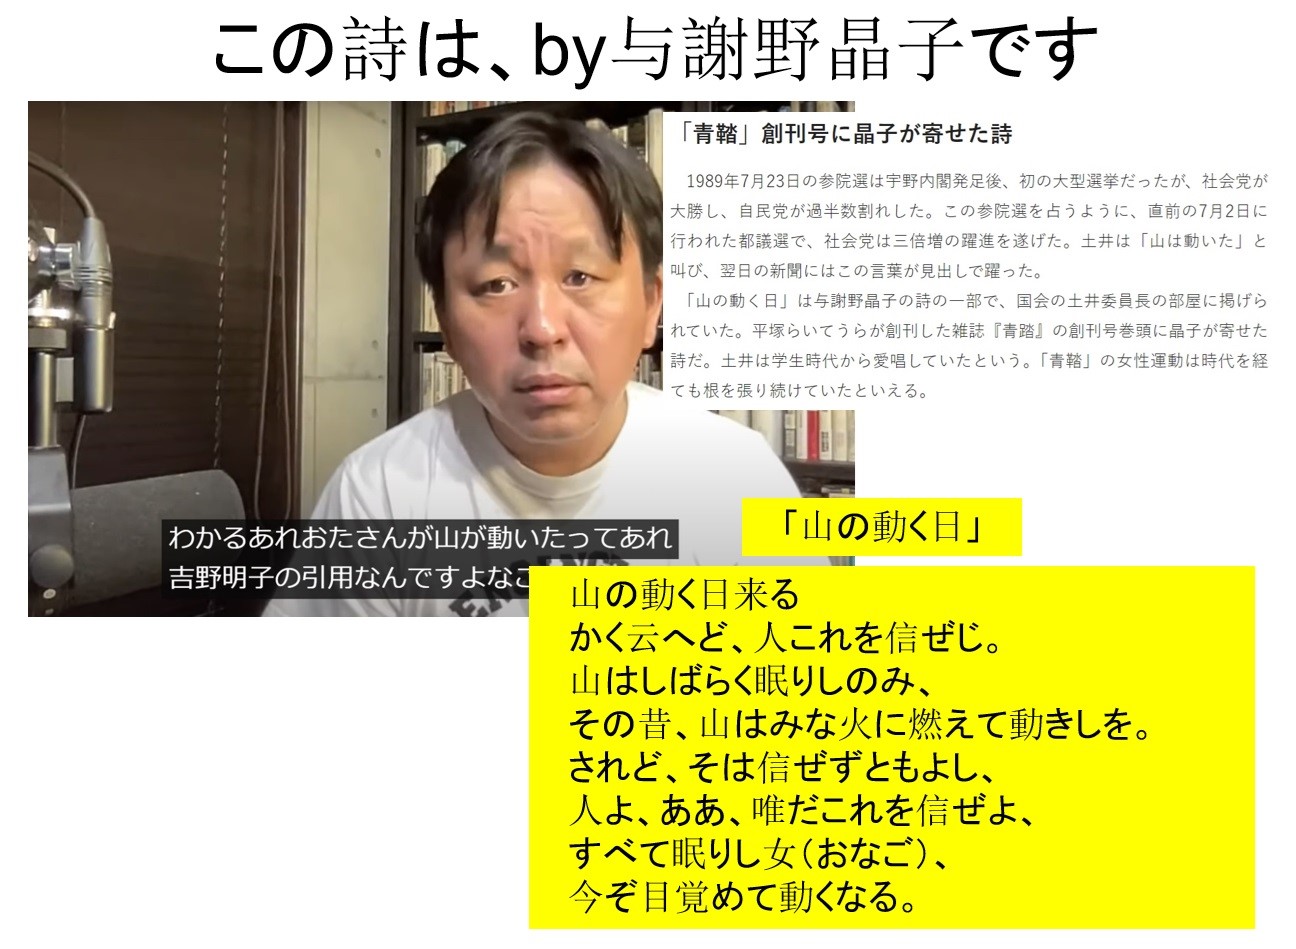 この詩は、by与謝野晶子です
「青鞜」創刊号に晶子が寄せた詩
1989年7月23日の参院選は宇野内閣発足後、初の大型選挙だったが、社会党が
大勝し、自民党が過半数割れした。この参院選を占うように、直前の7月2日に
行われた都議選で、社会党は三倍増の躍進を遂げた。土井は「山は動いた」と
叫び、翌日の新聞にはこの言葉が見出しで躍った。
「山の動く日」は与謝野晶子の詩の一部で、国会の土井委員長の部屋に掲げら
れていた。平塚らいてうらが創刊した雑誌『青踏』の創刊号巻頭に晶子が寄せた
詩だ。土井は学生時代から愛唱していたという。「青鞜」の女性運動は時代を経
ても根を張り続けていたといえる。
わかるあれおたさんが山が動いたってあれ
吉野明子の引用なんですよなこ
「山の動く日」
山の動く日来る
かく云へど、人これを信ぜじ。
山はしばらく眠りしのみ、
その昔、山はみな火に燃えて動きしを。
されど、そは信ぜずともよし、
人よ、ああ、唯だこれを信ぜよ、
すべて眠りし女（おなご）、
今ぞ目覚めて動くなる。